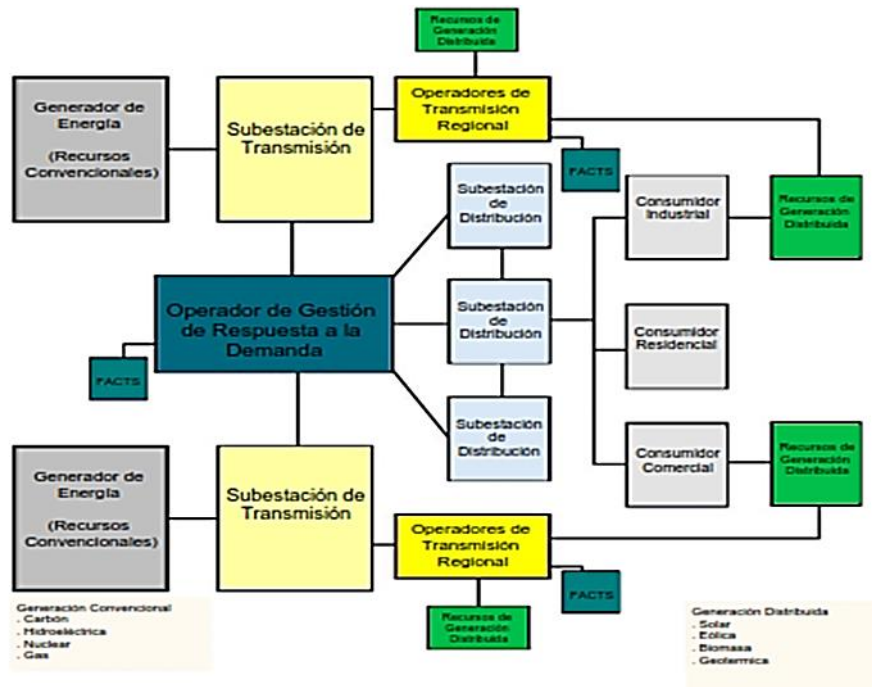 Recursos de
Generación
Distribuida
Generador de
Energía
(Recursos
Convencionales)
Subestación de
Transmisión
Operadores de
Transmisión
Regional
FACTS
Subestación
de
Distribución
Consumidor
Industrial
Recursos de
Generación
Distribuida
Operador de Gestión
de Respuesta a la
Demanda
Subestación
de
Distribución
Consumidor
Residencial
FACTS
Subestación
de
Distribución
Consumidor
Comercial
Recursos de
Generación
Distribuida
Generador de
Energía
(Recursos
Convencionales)
Subestación de
Transmisión
Operadores de
Transmisión
Regional
FACTS
Recursos de
Generación
Distribuida
Generación Convencional
. Carbón
. Hidroeléctrica
. Nuclear
. Gas
Generación Distribuida
. Solar
. Eólica
. Biomasa
. Geotermica